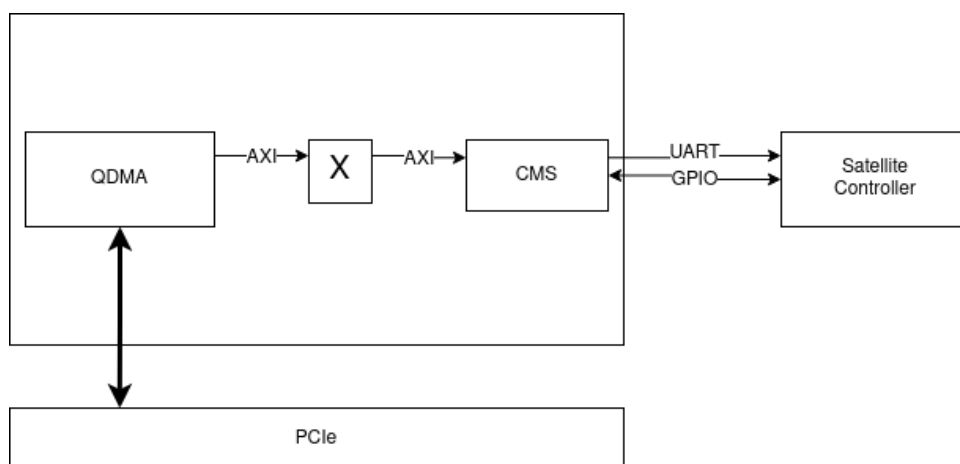 QDMA
AXI
X
AXI
CMS
UART
GPIO
Satellite
Controller
PCIe